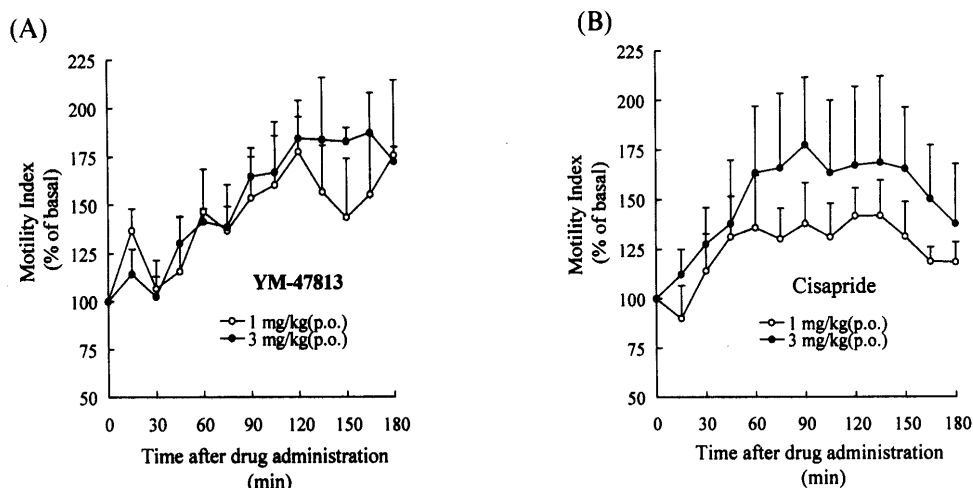 (A)
Motility Index
(% of basal)
225
200
175
150
125
100
75
50
YM-47813
1 mg/kg(p.o.)
3 mg/kg(p.o.)
0 30 60 90 120 150 180
Time after drug administration
(min)
(B)
Motility Index
(% of basal)
225
200
175
150
125
100
75
50
Cisapride
1 mg/kg(p.o.)
3 mg/kg(p.o.)
0 30 60 90 120 150 180
Time after drug administration
(min)